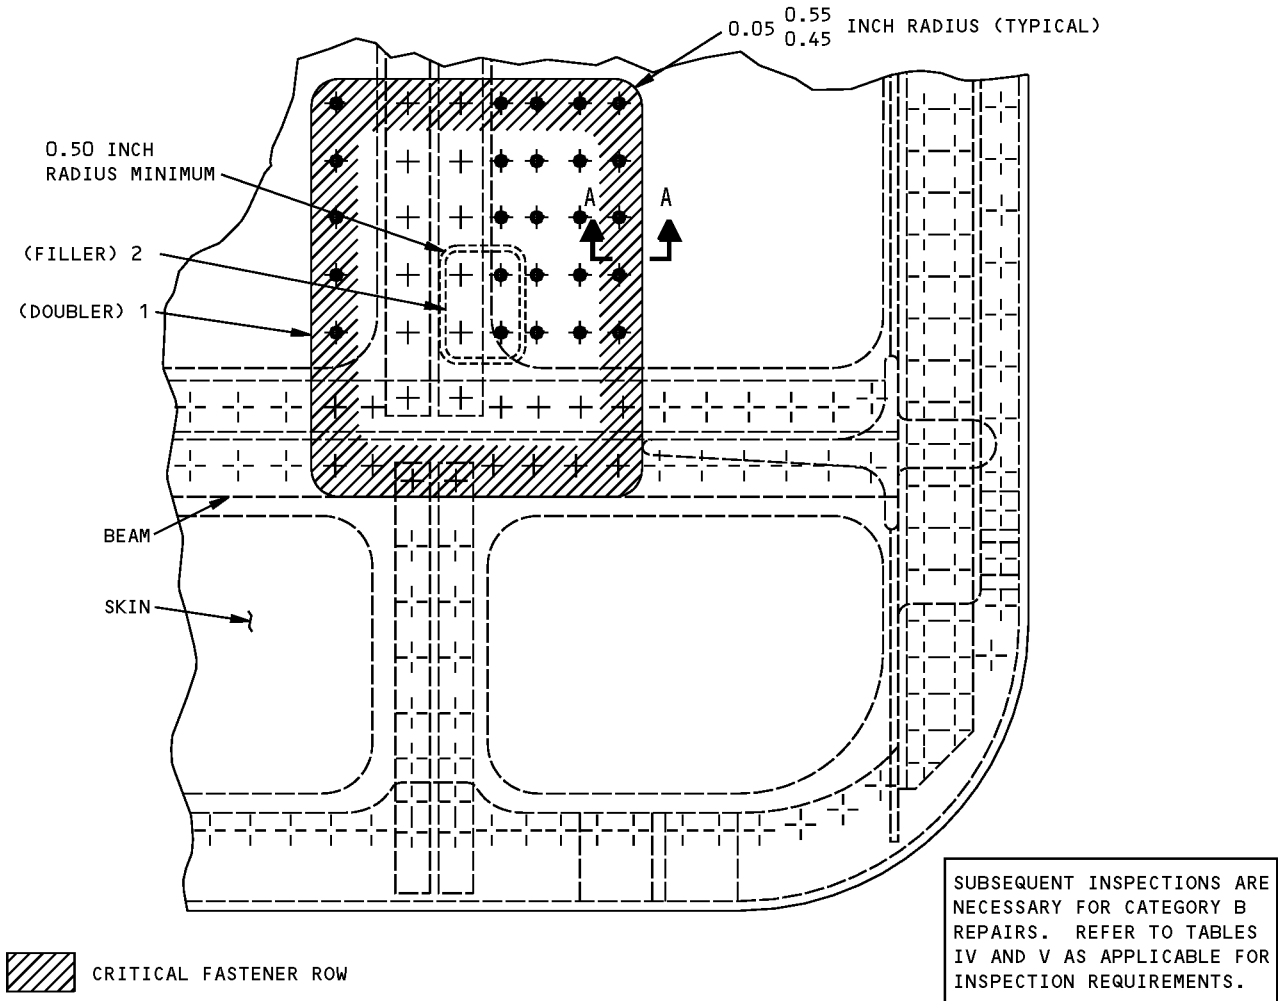 0.05 0.55 INCH RADIUS (TYPICAL)
0.45
0.50 INCH
RADIUS MINIMUM
A A
(FILLER) 2
(DOUBLER) 1
BEAM
SKIN
SUBSEQUENT INSPECTIONS ARE
NECESSARY FOR CATEGORY B
REPAIRS. REFER TO TABLES
IV AND V AS APPLICABLE FOR
INSPECTION REQUIREMENTS.
CRITICAL FASTENER ROW